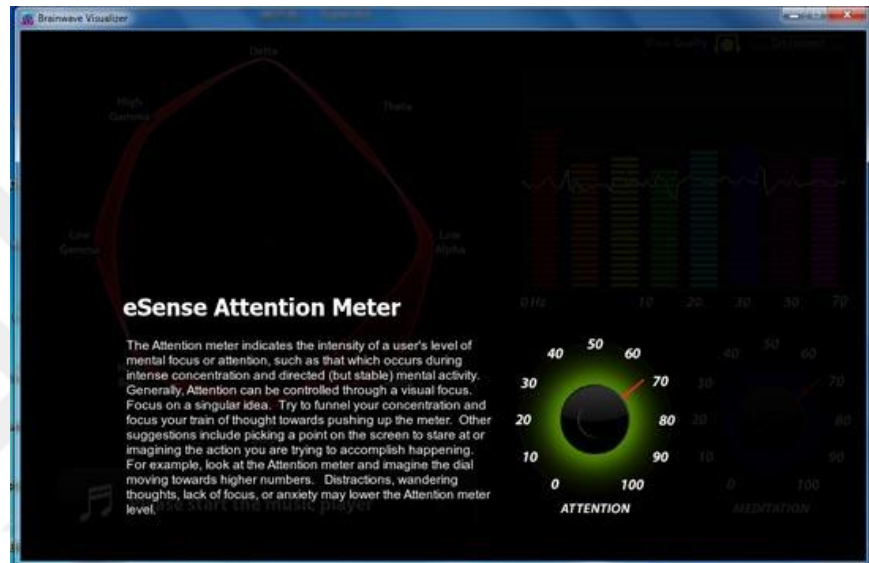 Brainwave Visualizer
Delta
High
Gamma
Theta
Low
Gamma
Low
Alpha
0 Hz 10 20 30 50 70
eSense Attention Meter
The Attention meter indicates the intensity of a user's level of
mental focus or attention, such as that which occurs during
intense concentration and directed (but stable) mental activity.
Generally, Attention can be controlled through a visual focus.
Focus on a singular idea. Try to funnel your concentration and
focus your train of thought towards pushing up the meter. Other
suggestions include picking a point on the screen to stare at or
imagining the action you are trying to accomplish happening.
For example, look at the Attention meter and imagine the dial
moving towards higher numbers. Distractions, wandering
thoughts, lack of focus, or anxiety may lower the Attention meter
level.
start the music player
0 10 20 30 40 50 60 70 80 90 100
ATTENTION
10 20 30 40 50 60 70 80 90 100
MEDITATION